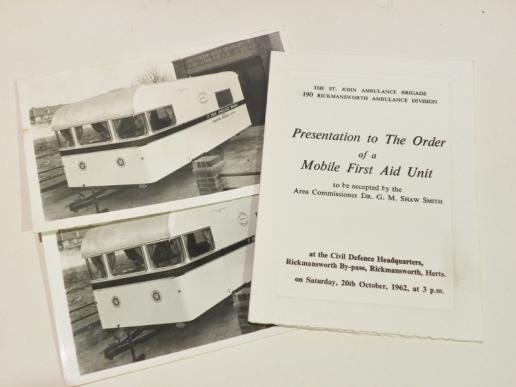 THE ST. JOHN AMBULANCE BRIGADE
190 RICKMANSWORTH AMBULANCE DIVISION
Presentation to The Order
of a
Mobile First Aid Unit
to be accepted by the
Area Commissioner DR. G. M. SHAW SMITH
at the Civil Defence Headquarters,
Rickmansworth By-pass, Rickmansworth, Herts.
on Saturday, 20th October, 1962, at 3 p.m.